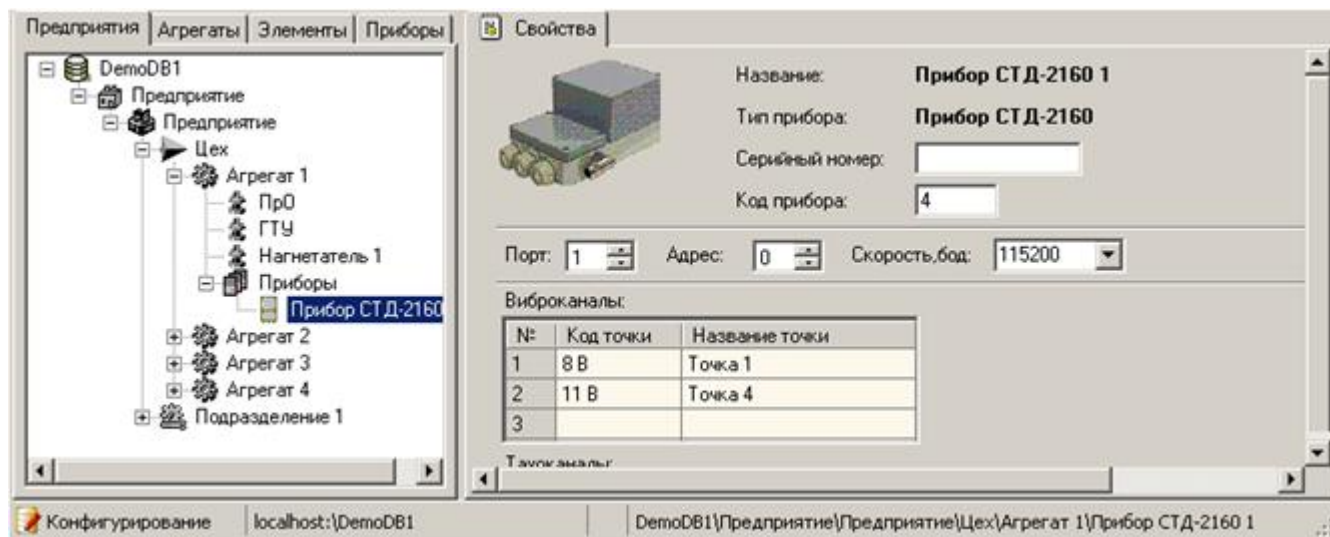 Предприятия Агрегаты Элементы Приборы
DemoDB1
Предприятие
Предприятие
Цех
Агрегат 1
ПрО
ГТУ
Нагнетатель 1
Приборы
Прибор СТД-2160
Агрегат 2
Агрегат 3
Агрегат 4
Подразделение 1
Свойства
Название: Прибор СТД-2160 1
Тип прибора: Прибор СТД-2160
Серийный номер:
Код прибора: 4
Порт: 1 Адрес: 0 Скорость,бод: 115200
Виброканалы:
№ Код точки Название точки
1 8 В Точка 1
2 11 В Точка 4
3
Конфигурирование localhost:\DemoDB1 DemoDB1\Предприятие\Предприятие\Цех\Агрегат 1\Прибор СТД-2160 1